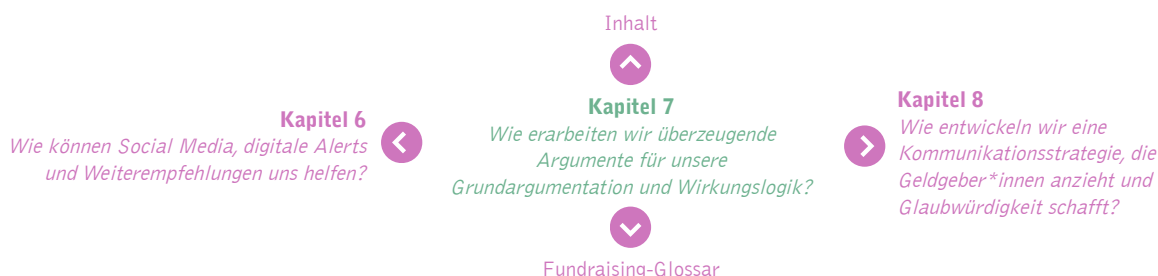 Inhalt
Kapitel 6
Wie können Social Media, digitale Alerts
und Weiterempfehlungen uns helfen?
Kapitel 7
Wie erarbeiten wir überzeugende
Argumente für unsere
Grundargumentation und Wirkungslogik?
Kapitel 8
Wie entwickeln wir eine
Kommunikationsstrategie, die
Geldgeber*innen anzieht und
Glaubwürdigkeit schafft?
Fundraising-Glossar